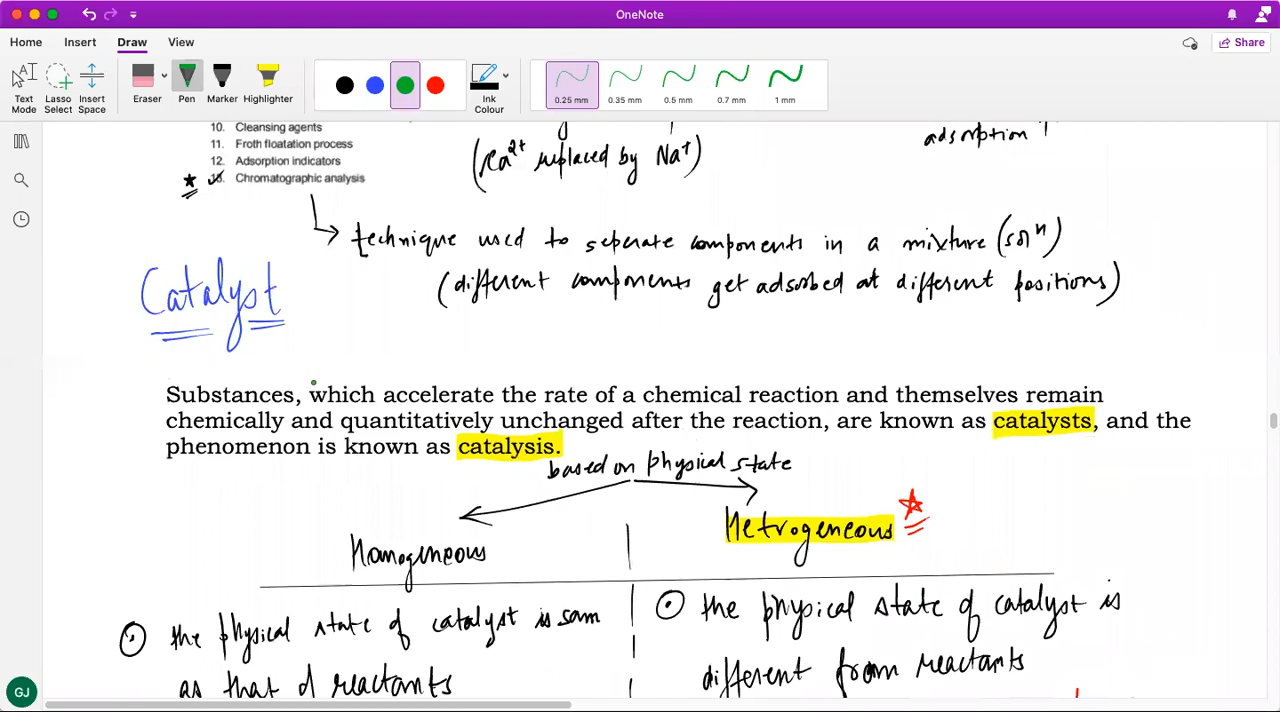 OneNote
Home Insert Draw View
Share
Text Mode
Lasso Select
Insert Space
Eraser
Pen
Marker
Highlighter
Ink Colour
0.25 mm
0.35 mm
0.5 mm
0.7 mm
1 mm
10. Cleansing agents
11. Froth floatation process
12. Adsorption indicators
13. Chromatographic analysis
(Ca²⁺ replaced by Na⁺)
adsorption
technique used to seperate components in a mixture (solⁿ)
(different components get adsorbed at different positions)
Catalyst
Substances, which accelerate the rate of a chemical reaction and themselves remain
chemically and quantitatively unchanged after the reaction, are known as catalysts, and the
phenomenon is known as catalysis.
based on physical state
Homogeneous
Hetrogeneous
the physical state of catalyst is sam
as that of reactants
the physical state of catalyst is
different from reactants
GJ